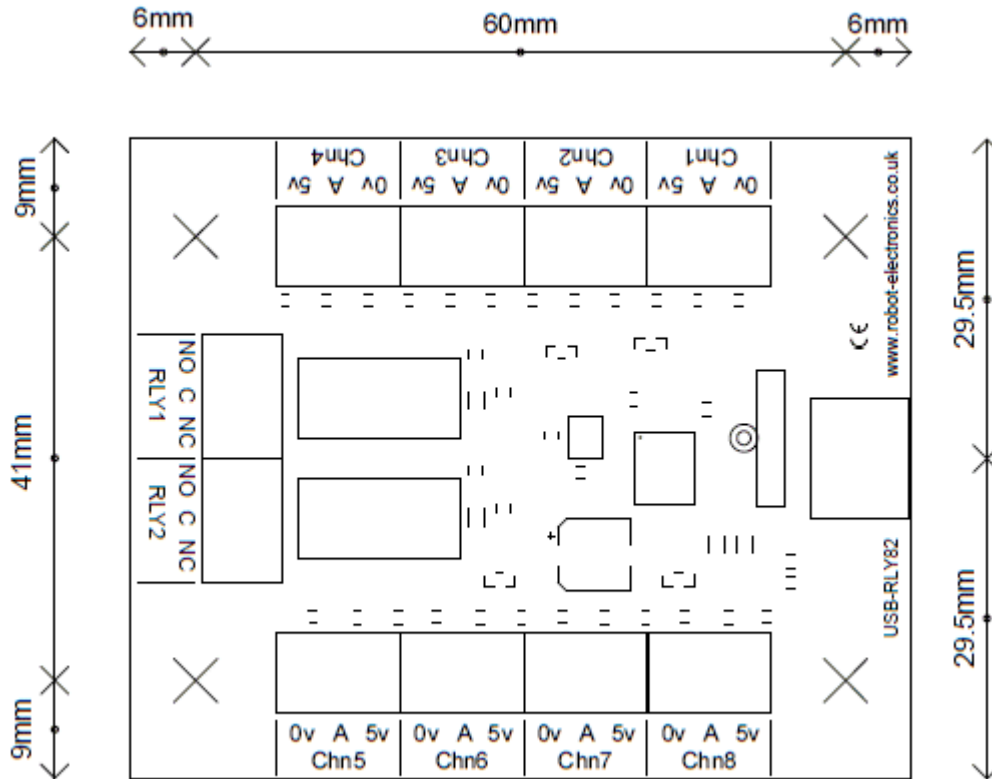 6mm 60mm 6mm
9mm
41mm
9mm
29.5mm
29.5mm
Chn4 Chn3 Chn2 Chn1
5v A 0v 5v A 0v 5v A 0v 5v A 0v
www.robot-electronics.co.uk
CE
NO C NC
RLY1
NO C NC
RLY2
+
USB-RLY82
0v A 5v 0v A 5v 0v A 5v 0v A 5v
Chn5 Chn6 Chn7 Chn8